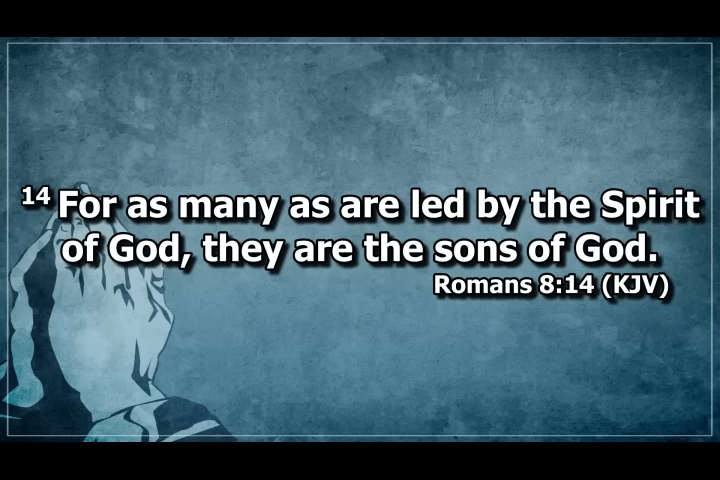 14 For as many as are led by the Spirit
of God, they are the sons of God.
Romans 8:14 (KJV)